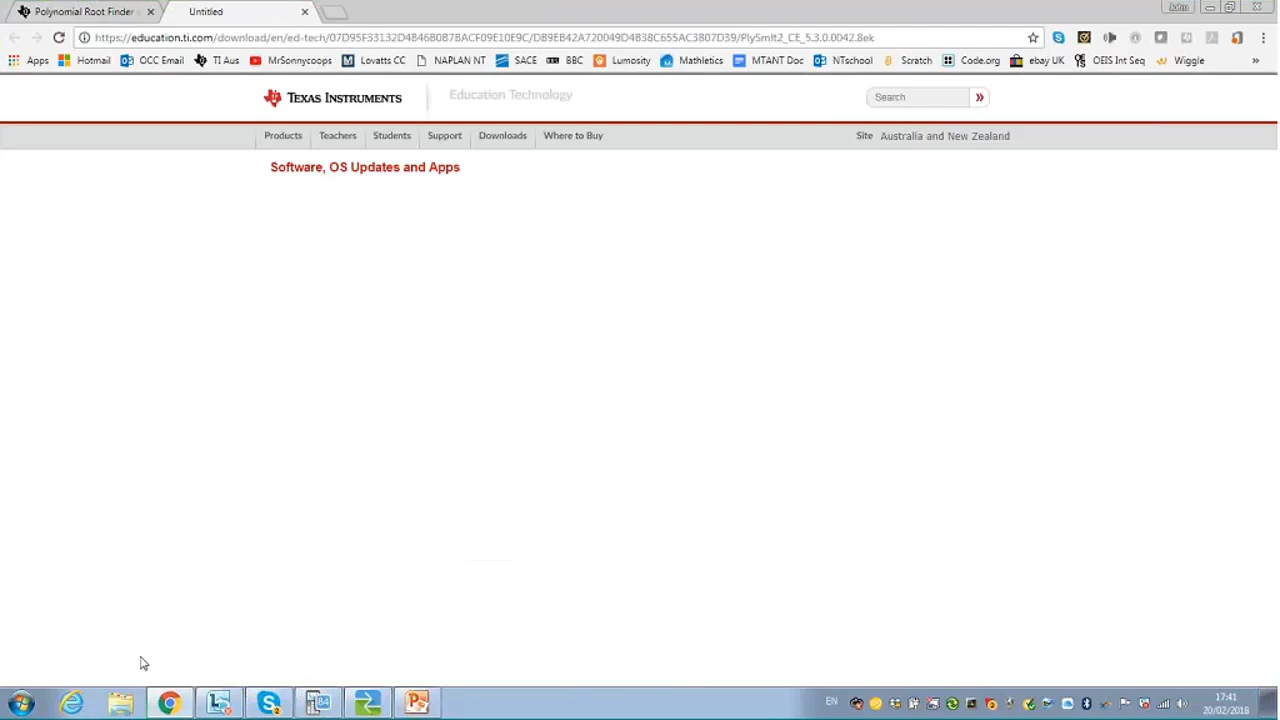 Polynomial Root Finder
Untitled
John
https://education.ti.com/download/en/ed-tech/07D95F33132D4B46B0B7BACF09E10E9C/DB9EB42A720049D4B38C655AC3807D39/PlySmlt2_CE_5.3.0.0042.8ek
Apps Hotmail OCC Email TI Aus MrSonnycoops Lovatts CC NAPLAN NT SACE BBC Lumosity Mathletics MTANT Doc NTschool Scratch Code.org ebay UK OEIS Int Seq Wiggle »
TEXAS INSTRUMENTS
Education Technology
Search »
Products Teachers Students Support Downloads Where to Buy
Site Australia and New Zealand
Software, OS Updates and Apps
EN
17:41
20/02/2018